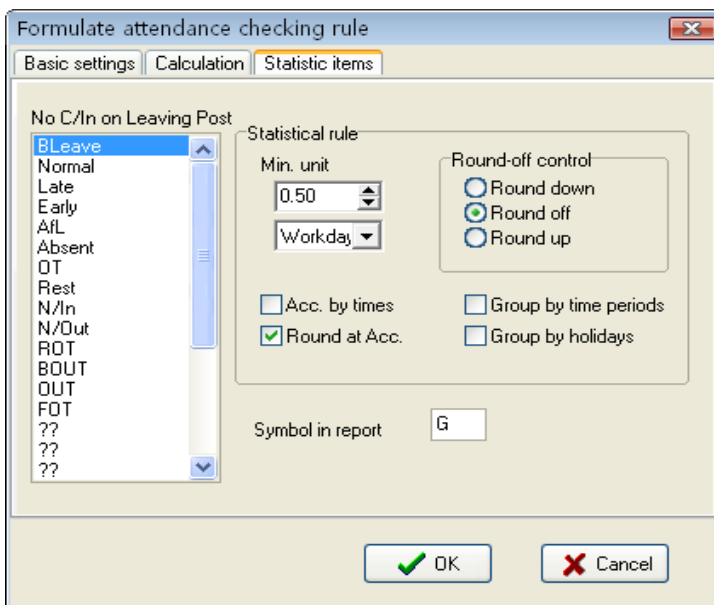 Formulate attendance checking rule
Basic settings
Calculation
Statistic items
No C/In on Leaving Post
BLeave
Normal
Late
Early
AfL
Absent
OT
Rest
N/In
N/Out
ROT
BOUT
OUT
FOT
??
??
??
Statistical rule
Min. unit
0.50
Workday
Round-off control
Round down
Round off
Round up
Acc. by times
Group by time periods
Round at Acc.
Group by holidays
Symbol in report
G
OK
Cancel